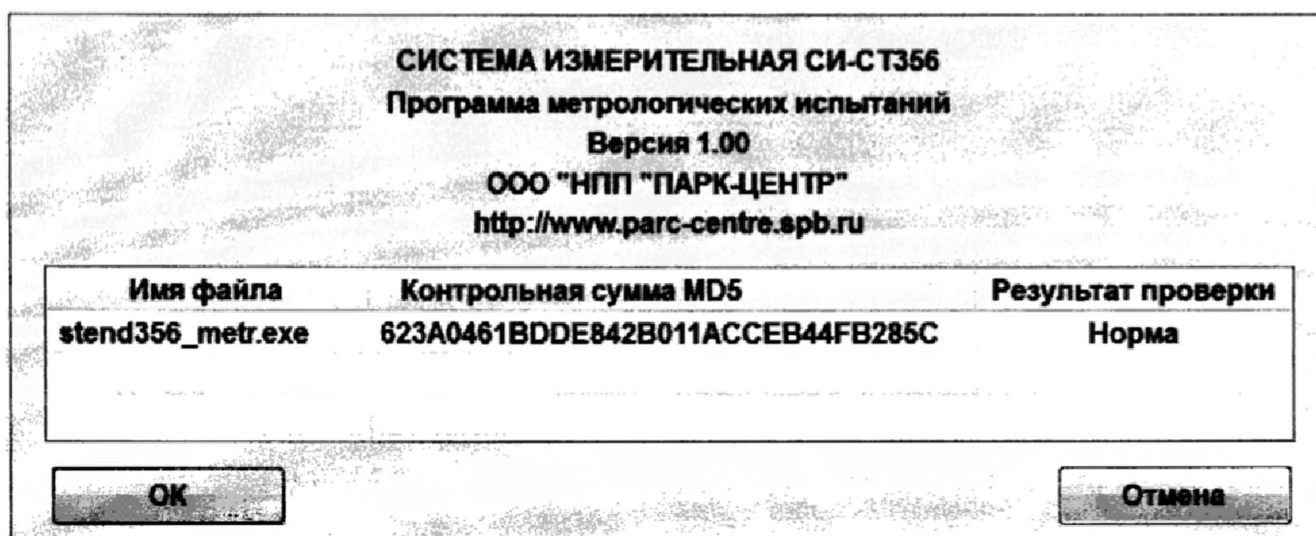 СИСТЕМА ИЗМЕРИТЕЛЬНАЯ СИ-СТ356
Программа метрологических испытаний
Версия 1.00
ООО "НПП "ПАРК-ЦЕНТР"
http://www.parc-centre.spb.ru
Имя файла Контрольная сумма MD5 Результат проверки
stend356_metr.exe 623A0461BDDE842B011ACCEB44FB285C Норма
ОК Отмена